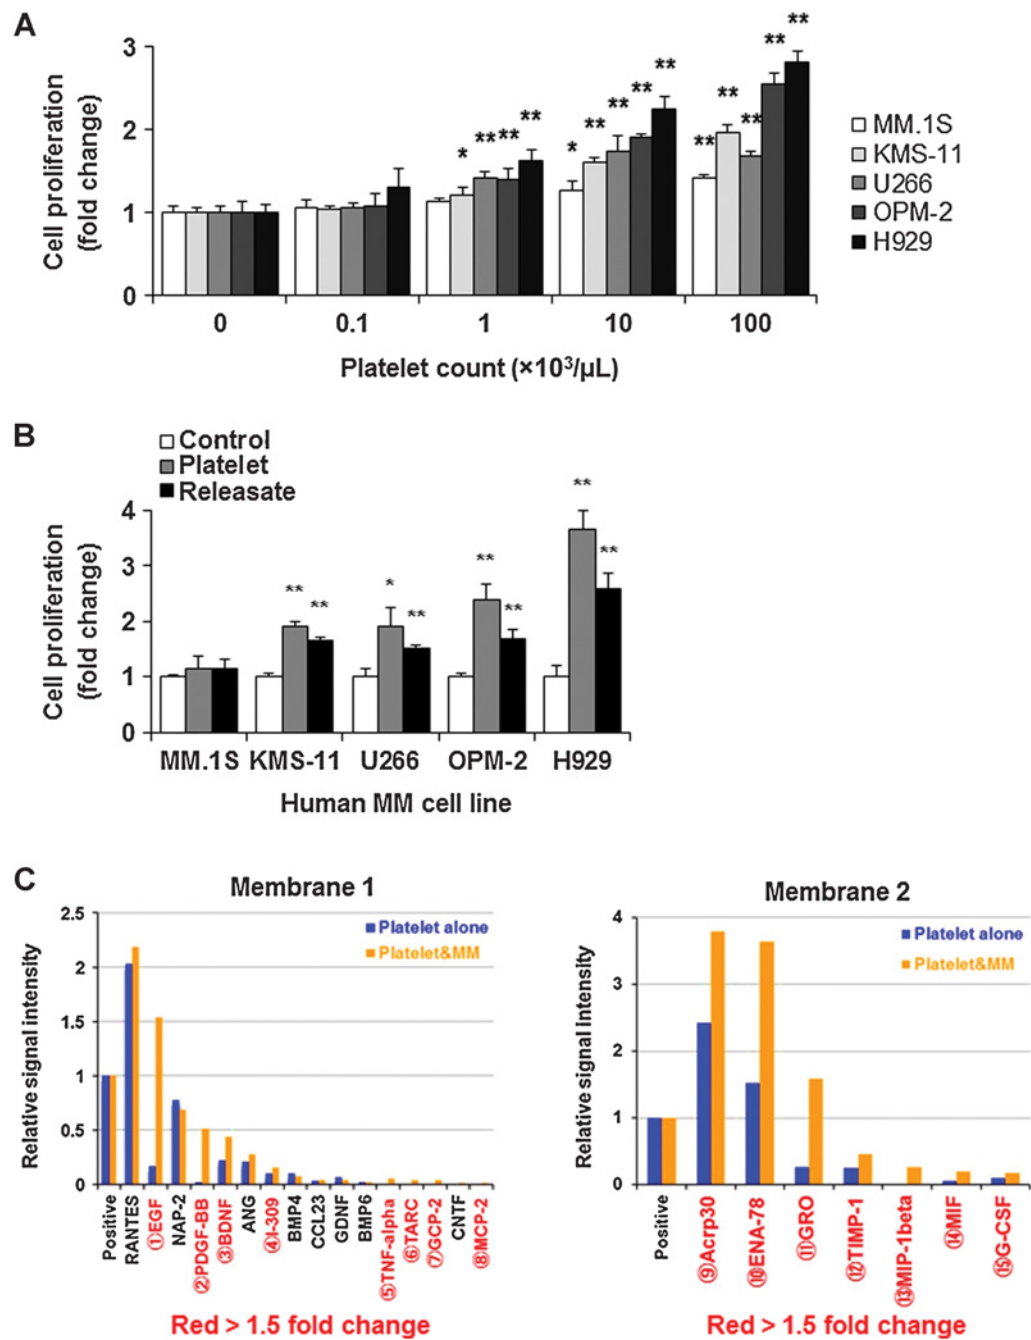 A
Cell proliferation
(fold change)
3
2
1
0
** ** **
* ** ** **
* ** ** ** **
** ** ** **
0 0.1 1 10 100
Platelet count (×10³/µL)
MM.1S
KMS-11
U266
OPM-2
H929
B
Control
Platelet
Releasate
Cell proliferation
(fold change)
4
3
2
1
0
** ** * ** ** ** ** **
MM.1S KMS-11 U266 OPM-2 H929
Human MM cell line
C
Membrane 1
Relative signal intensity
2.5
2
1.5
1
0.5
0
Platelet alone
Platelet&MM
Positive
RANTES
①EGF
NAP-2
②PDGF-BB
③BDNF
ANG
④I-309
BMP4
CCL23
GDNF
BMP6
⑤TNF-alpha
⑥TARC
⑦GCP-2
CNTF
⑧MCP-2
Red > 1.5 fold change
Membrane 2
Relative signal intensity
4
3
2
1
0
Platelet alone
Platelet&MM
Positive
⑨Acrp30
⑩ENA-78
⑪GRO
⑫TIMP-1
⑬MIP-1beta
⑭MIF
⑮G-CSF
Red > 1.5 fold change